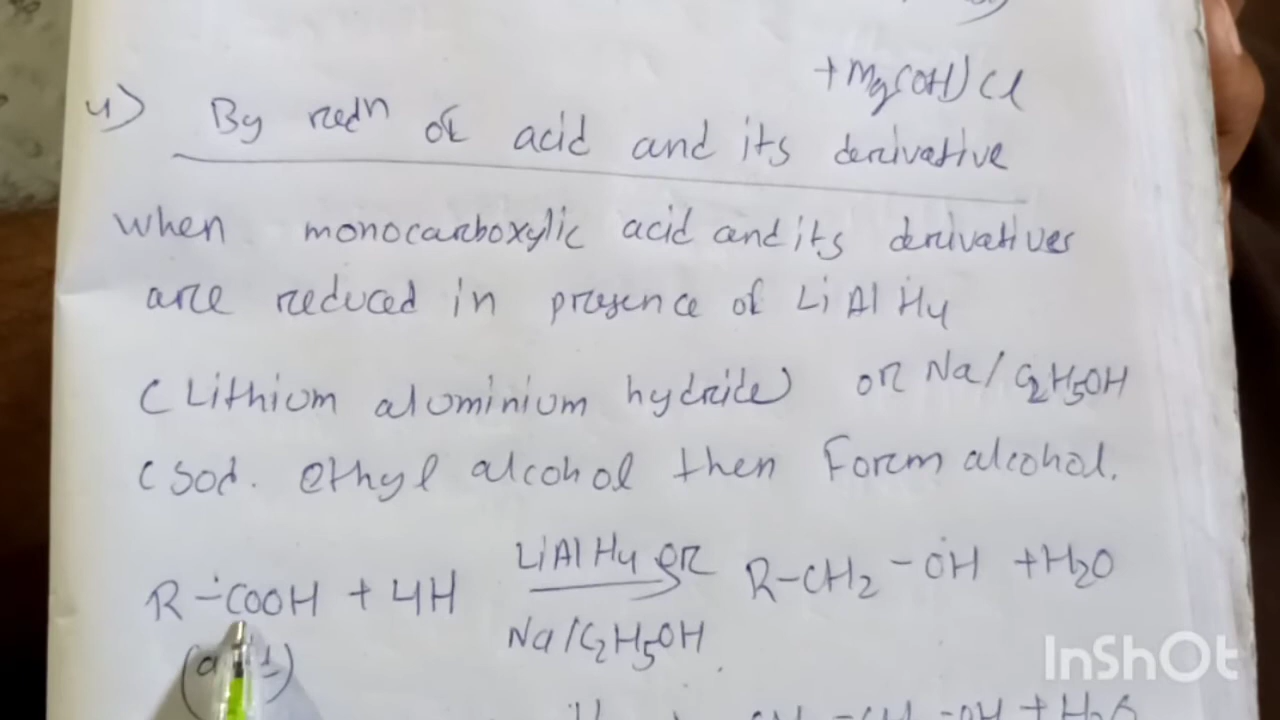 +Mg(OH)Cl
4) By redn of acid and its derivative
When monocarboxylic acid and its derivatives
are reduced in presence of LiAlH4
(Lithium aluminium hydride) or Na/C2H5OH
(Sod. ethyl alcohol then Form alcohol.
R-COOH + 4H LiAlH4 or Na/C2H5OH R-CH2-OH + H2O
InShOt